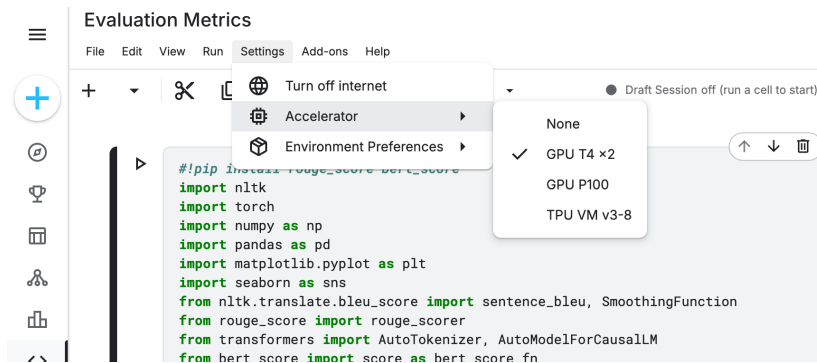 Evaluation Metrics
File Edit View Run Settings Add-ons Help
Turn off internet
Draft Session off (run a cell to start)
Accelerator
None
Environment Preferences
GPU T4 ×2
#!pip install rouge_score bert_score
GPU P100
import nltk
import torch
TPU VM v3-8
import numpy as np
import pandas as pd
import matplotlib.pyplot as plt
import seaborn as sns
from nltk.translate.bleu_score import sentence_bleu, SmoothingFunction
from rouge_score import rouge_scorer
from transformers import AutoTokenizer, AutoModelForCausalLM
from bert_score import score as bert_score_fn